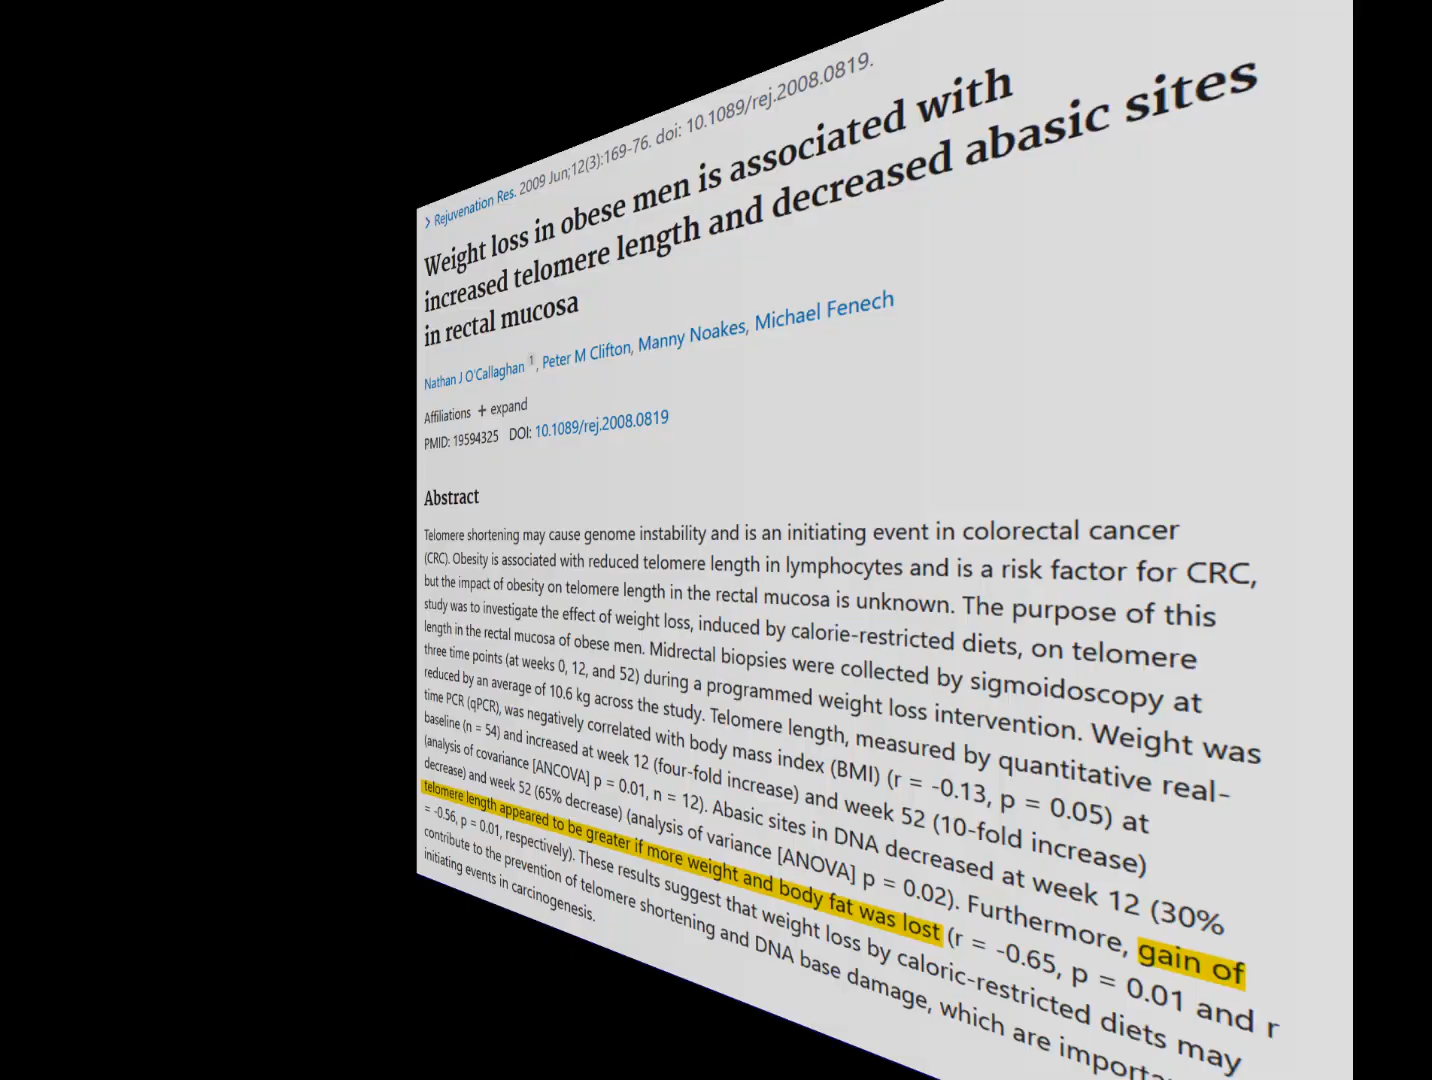 Rejuvenation Res. 2009 Jun;12(3):169-76. doi: 10.1089/rej.2008.0819.
Weight loss in obese men is associated with
increased telomere length and decreased abasic sites
in rectal mucosa
Nathan J O'Callaghan 1, Peter M Clifton, Manny Noakes, Michael Fenech
Affiliations + expand
PMID: 19594325 DOI: 10.1089/rej.2008.0819
Abstract
Telomere shortening may cause genome instability and is an initiating event in colorectal cancer
(CRC). Obesity is associated with reduced telomere length in lymphocytes and is a risk factor for CRC,
but the impact of obesity on telomere length in the rectal mucosa is unknown. The purpose of this
study was to investigate the effect of weight loss, induced by calorie-restricted diets, on telomere
length in the rectal mucosa of obese men. Midrectal biopsies were collected by sigmoidoscopy at
three time points (at weeks 0, 12, and 52) during a programmed weight loss intervention. Weight was
reduced by an average of 10.6 kg across the study. Telomere length, measured by quantitative real-
time PCR (qPCR), was negatively correlated with body mass index (BMI) (r = -0.13, p = 0.05) at
baseline (n = 54) and increased at week 12 (four-fold increase) and week 52 (10-fold increase)
(analysis of covariance [ANCOVA] p = 0.01, n = 12). Abasic sites in DNA decreased at week 12 (30%
decrease) and week 52 (65% decrease) (analysis of variance [ANOVA] p = 0.02). Furthermore, gain of
telomere length appeared to be greater if more weight and body fat was lost (r = -0.65, p = 0.01 and r
= -0.56, p = 0.01, respectively). These results suggest that weight loss by caloric-restricted diets may
contribute to the prevention of telomere shortening and DNA base damage, which are
initiating events in carcinogenesis.